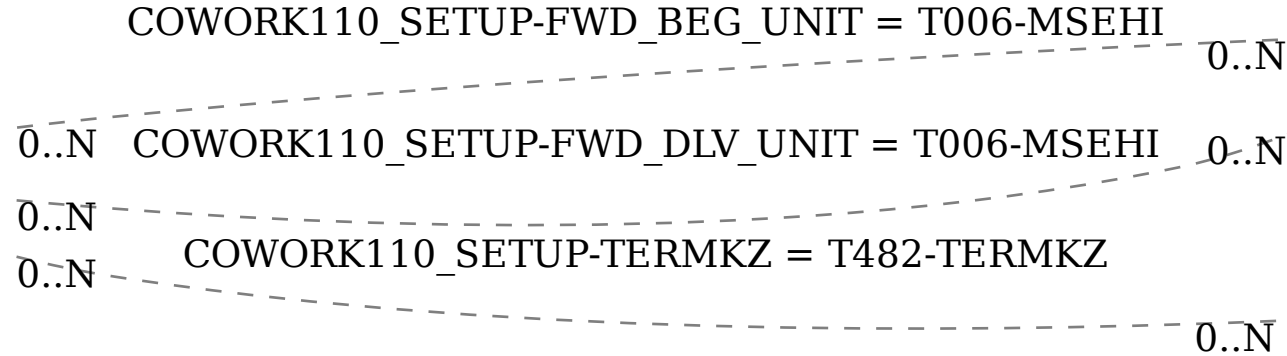 COWORK110_SETUP-FWD_BEG_UNIT = T006-MSEHI
0..N
0..N COWORK110_SETUP-FWD_DLV_UNIT = T006-MSEHI 0..N
0..N
COWORK110_SETUP-TERMKZ = T482-TERMKZ
0..N
0..N